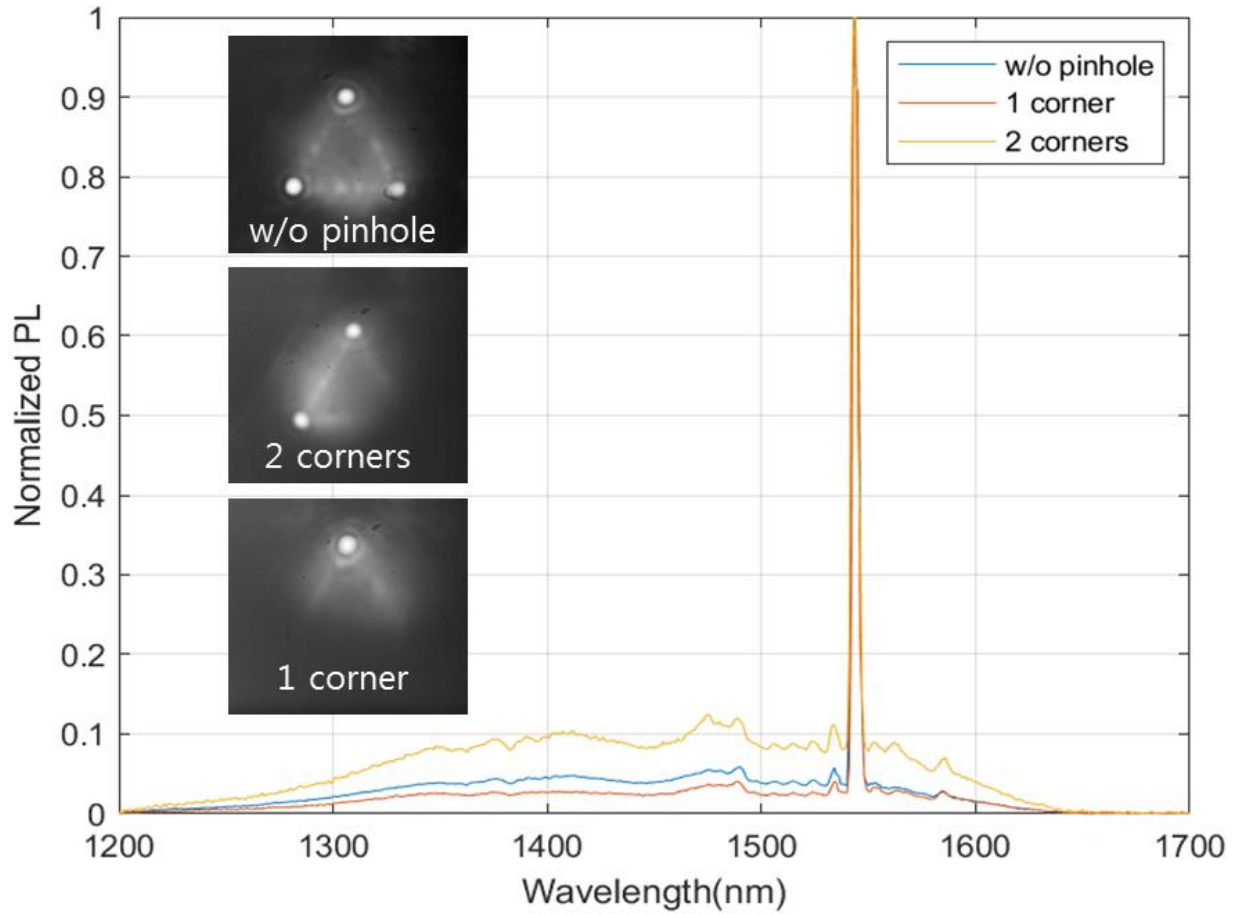 Normalized PL
1
0.9
0.8
0.7
0.6
0.5
0.4
0.3
0.2
0.1
0
w/o pinhole
2 corners
1 corner
w/o pinhole
1 corner
2 corners
1200
1300
1400
1500
1600
1700
Wavelength(nm)